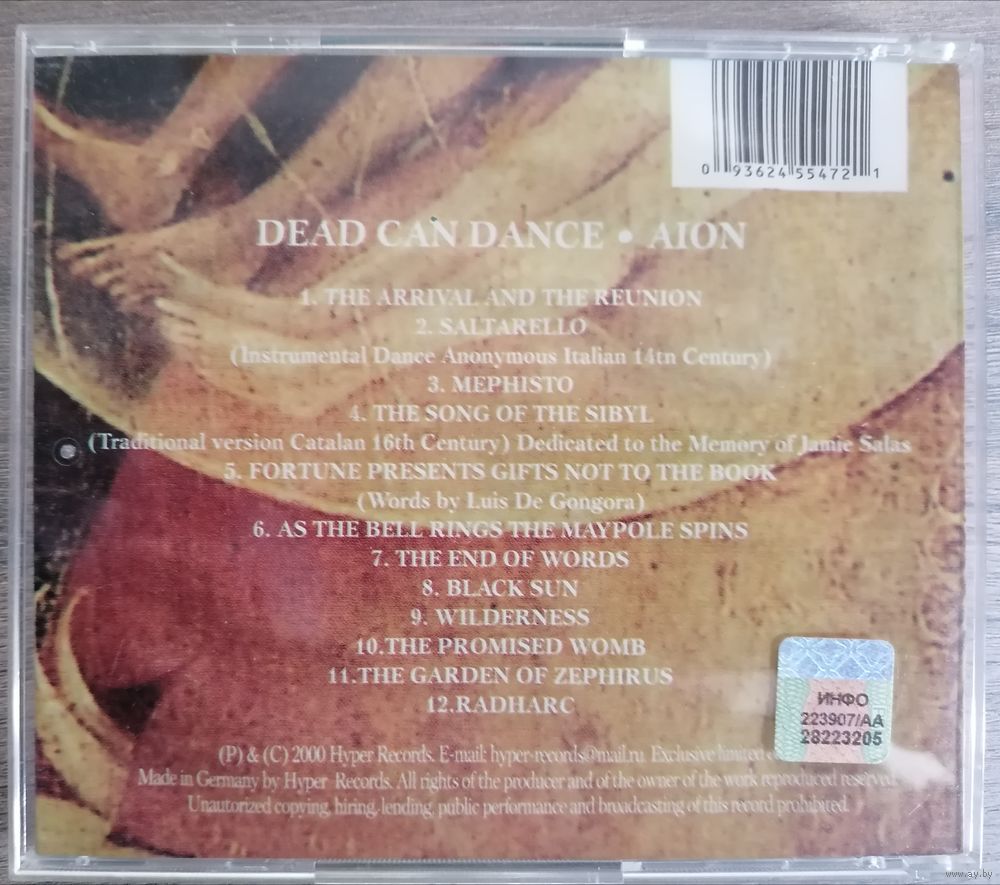 0 93624 55472 1
DEAD CAN DANCE • AION
1. THE ARRIVAL AND THE REUNION
2. SALTARELLO
(Instrumental Dance Anonymous Italian 14tn Century)
3. MEPHISTO
4. THE SONG OF THE SIBYL
(Traditional version Catalan 16th Century) Dedicated to the Memory of Jamie Salas
5. FORTUNE PRESENTS GIFTS NOT TO THE BOOK
(Words by Luis De Gongora)
6. AS THE BELL RINGS THE MAYPOLE SPINS
7. THE END OF WORDS
8. BLACK SUN
9. WILDERNESS
10.THE PROMISED WOMB
11.THE GARDEN OF ZEPHIRUS
12.RADHARC
ИНФО
223907/АА
28223205
(P) & (C) 2000 Hyper Records. E-mail: hyper-records@mail.ru. Exclusive limited
Made in Germany by Hyper Records. All rights of the producer and of the owner of the work reproduced reserved.
Unautorized copying, hiring, lending, public performance and broadcasting of this record prohibited.
www.ay.by